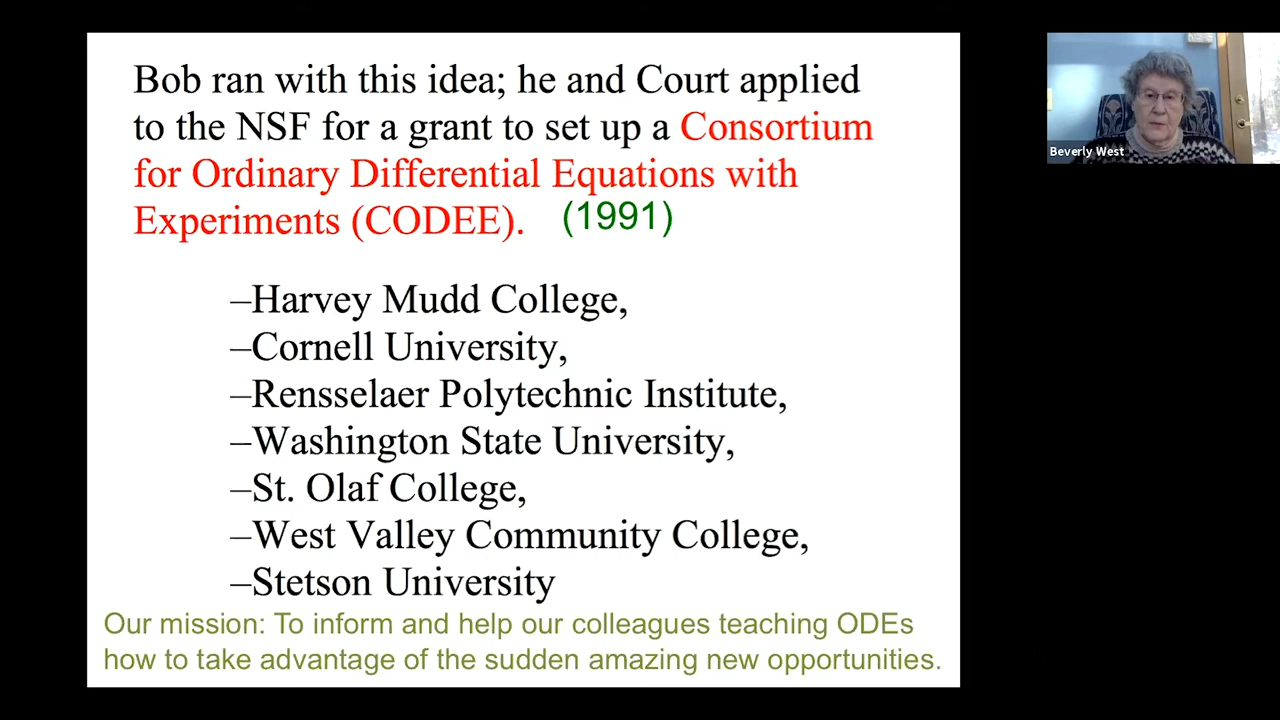 Bob ran with this idea; he and Court applied
to the NSF for a grant to set up a Consortium
for Ordinary Differential Equations with
Experiments (CODEE). (1991)
–Harvey Mudd College,
–Cornell University,
–Rensselaer Polytechnic Institute,
–Washington State University,
–St. Olaf College,
–West Valley Community College,
–Stetson University
Our mission: To inform and help our colleagues teaching ODEs
how to take advantage of the sudden amazing new opportunities.
Beverly West